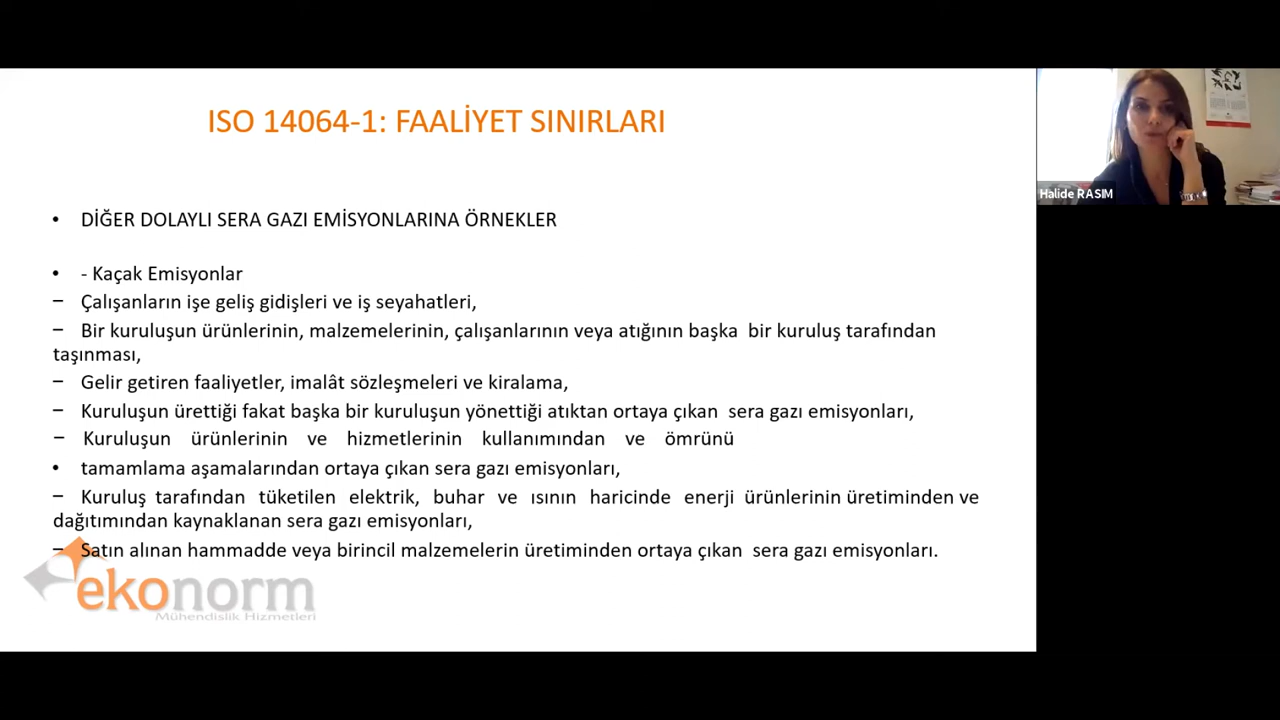 ISO 14064-1: FAALİYET SINIRLARI
Halide RASIM
• DİĞER DOLAYLI SERA GAZI EMİSYONLARINA ÖRNEKLER
• - Kaçak Emisyonlar
− Çalışanların işe geliş gidişleri ve iş seyahatleri,
− Bir kuruluşun ürünlerinin, malzemelerinin, çalışanlarının veya atığının başka bir kuruluş tarafından
taşınması,
− Gelir getiren faaliyetler, imalât sözleşmeleri ve kiralama,
− Kuruluşun ürettiği fakat başka bir kuruluşun yönettiği atıktan ortaya çıkan sera gazı emisyonları,
− Kuruluşun ürünlerinin ve hizmetlerinin kullanımından ve ömrünü
• tamamlama aşamalarından ortaya çıkan sera gazı emisyonları,
− Kuruluş tarafından tüketilen elektrik, buhar ve ısının haricinde enerji ürünlerinin üretiminden ve
dağıtımından kaynaklanan sera gazı emisyonları,
− Satın alınan hammadde veya birincil malzemelerin üretiminden ortaya çıkan sera gazı emisyonları.
ekonorm
Mühendislik Hizmetleri